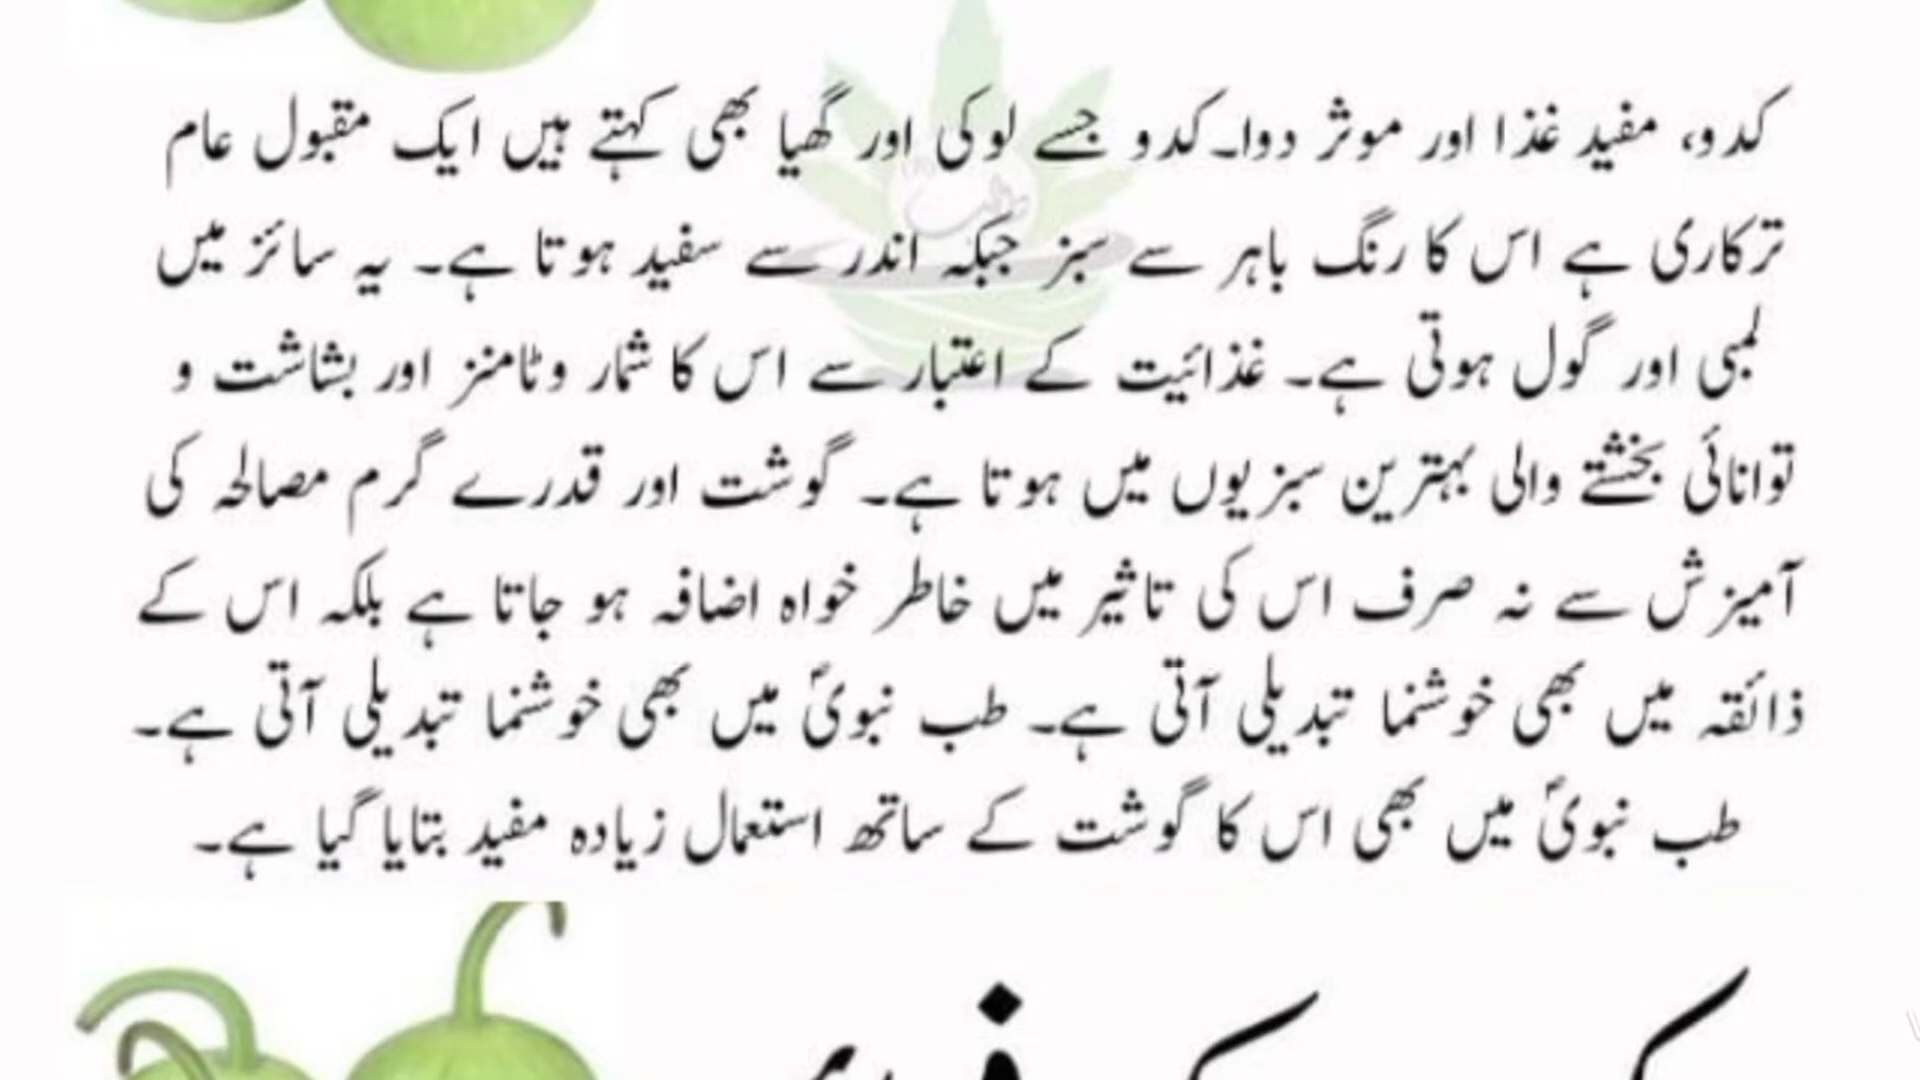 کدو، مفید غذا اور موثر دوا۔کدو جسے لوکی اور گھیا بھی کہتے ہیں ایک مقبول عام
ترکاری ہے اس کا رنگ باہر سے سبز جبکہ اندر سے سفید ہوتا ہے۔ یہ سائز میں
لمبی اور گول ہوتی ہے۔ غذائیت کے اعتبار سے اس کا شمار وٹامنز اور بشاشت و
توانائی بخشنے والی بہترین سبزیوں میں ہوتا ہے۔ گوشت اور قدرے گرم مصالحہ کی
آمیزش سے نہ صرف اس کی تاثیر میں خاطر خواہ اضافہ ہو جاتا ہے بلکہ اس کے
ذائقہ میں بھی خوشنما تبدیلی آتی ہے۔ طب نبویؐ میں بھی خوشنما تبدیلی آتی ہے۔
طب نبویؐ میں بھی اس کا گوشت کے ساتھ استعمال زیادہ مفید بتایا گیا ہے۔